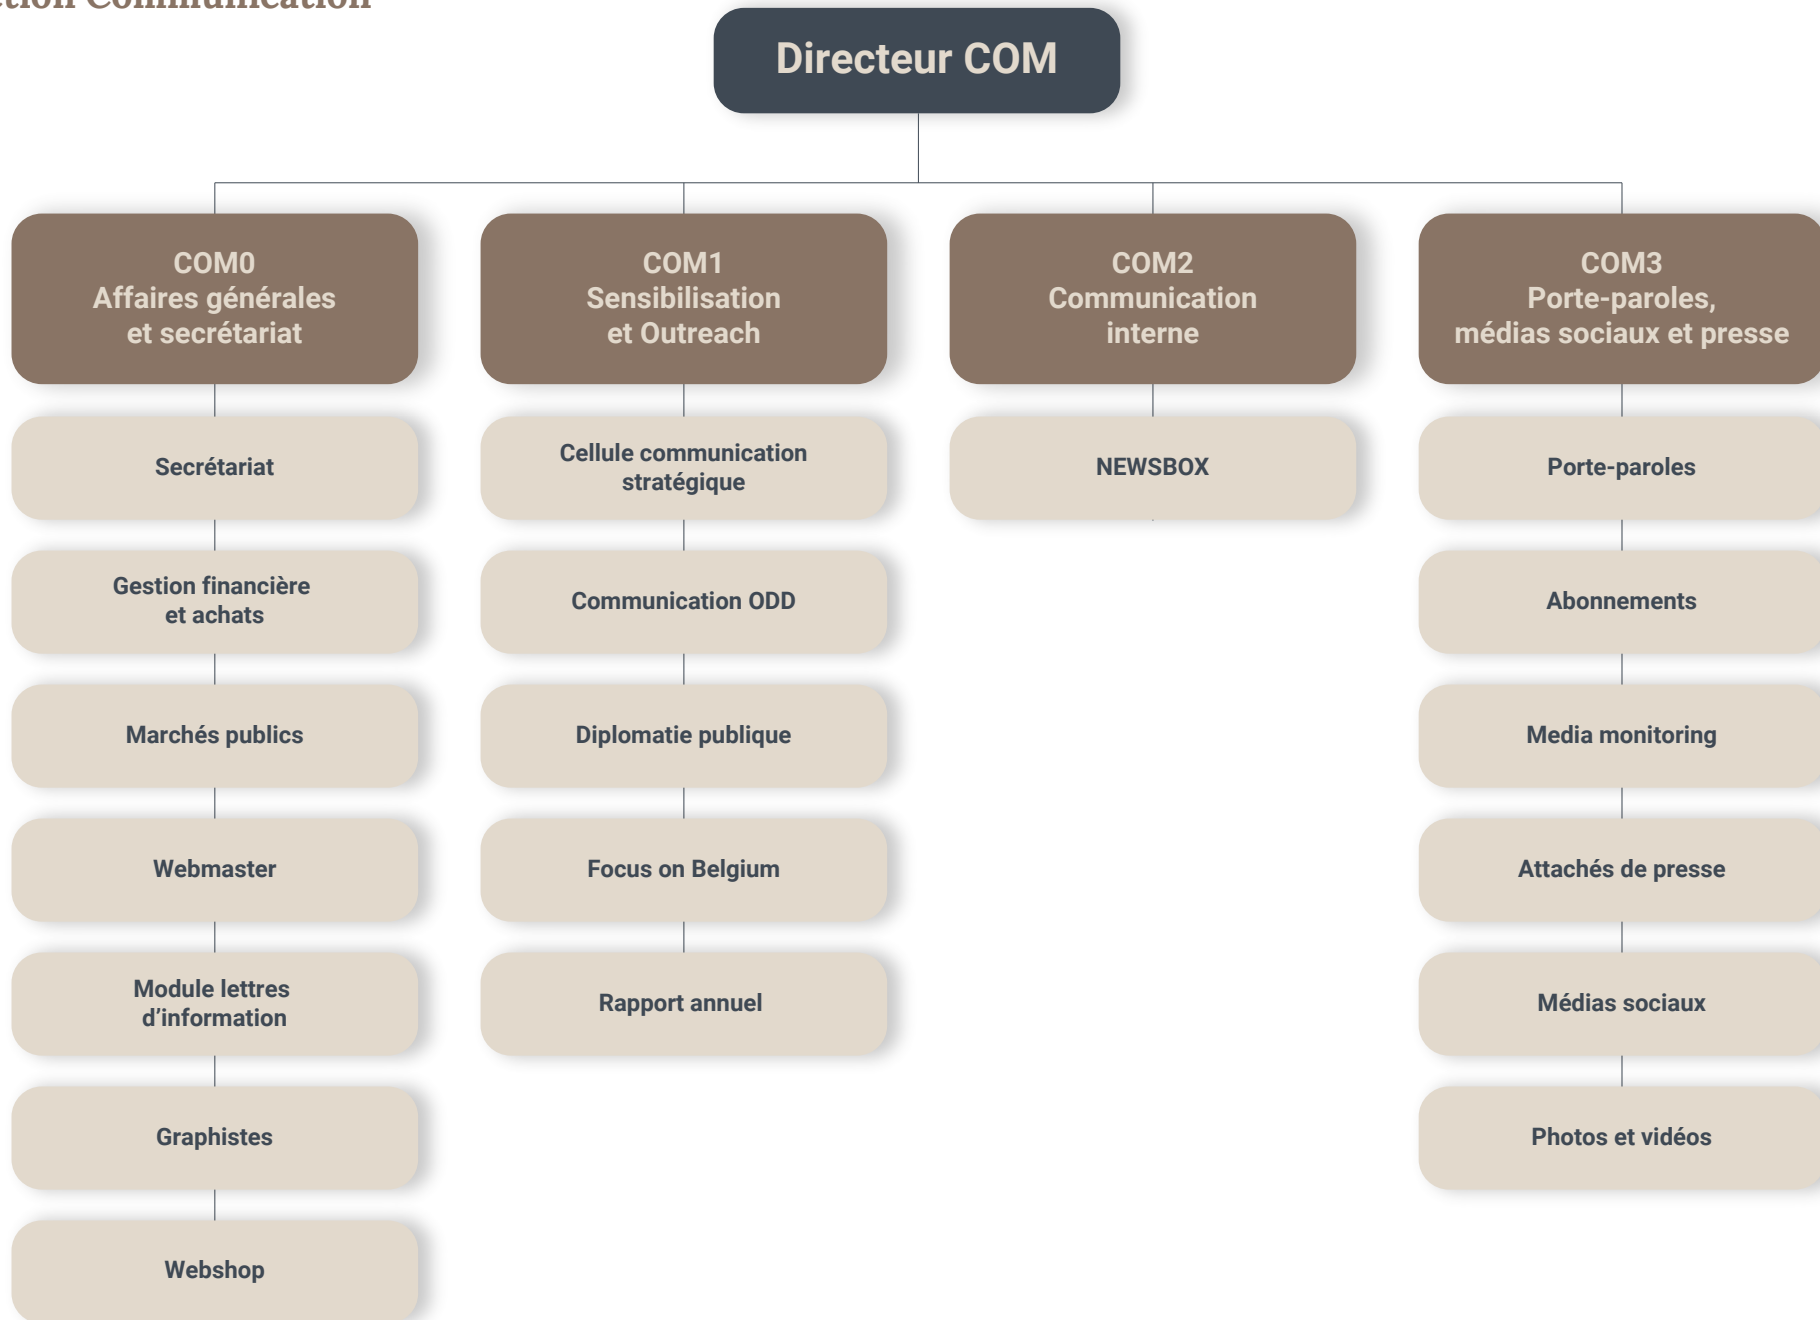 Communication
Directeur COM
COM0
Affaires générales
et secrétariat
Secrétariat
Gestion financière
et achats
Marchés publics
Webmaster
Module lettres
d’information
Graphistes
Webshop
COM1
Sensibilisation
et Outreach
Cellule communication
stratégique
Communication ODD
Diplomatie publique
Focus on Belgium
Rapport annuel
COM2
Communication
interne
NEWSBOX
COM3
Porte-paroles,
médias sociaux et presse
Porte-paroles
Abonnements
Media monitoring
Attachés de presse
Médias sociaux
Photos et vidéos